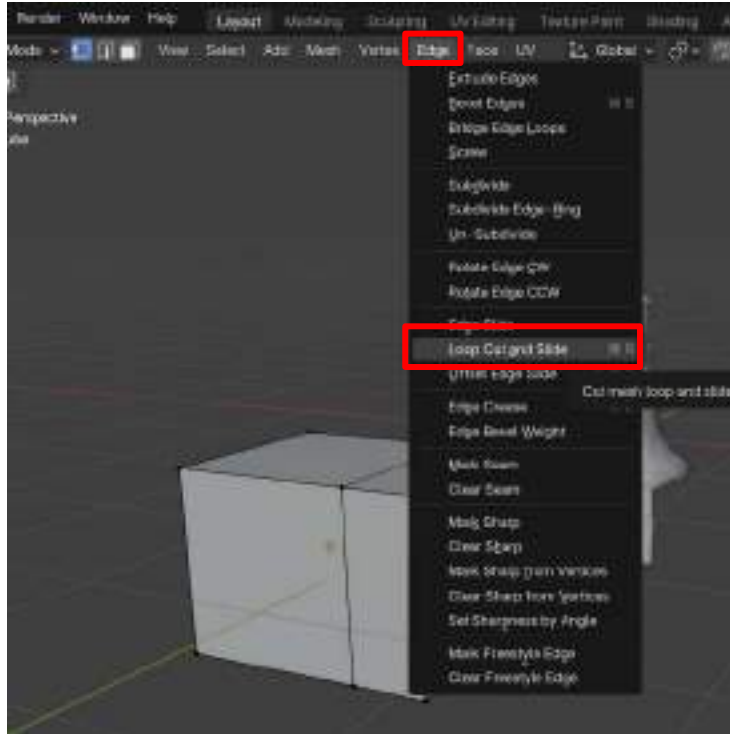 Render Window Help Layout Modeling Sculpting UV Editing Texture Paint Shading
Mode View Select Add Mesh Vertex Edge Face UV Global
Perspective
Extrude Edges
Bevel Edges
Bridge Edge Loops
Screw
Subdivide
Subdivide Edge-Ring
Un-Subdivide
Rotate Edge CW
Rotate Edge CCW
Edge Slide
Loop Cut and Slide
Offset Edge Slide
Cut mesh loop and slide
Edge Crease
Edge Bevel Weight
Mark Seam
Clear Seam
Mark Sharp
Clear Sharp
Mark Sharp from Vertices
Clear Sharp from Vertices
Set Sharpness by Angle
Mark Freestyle Edge
Clear Freestyle Edge